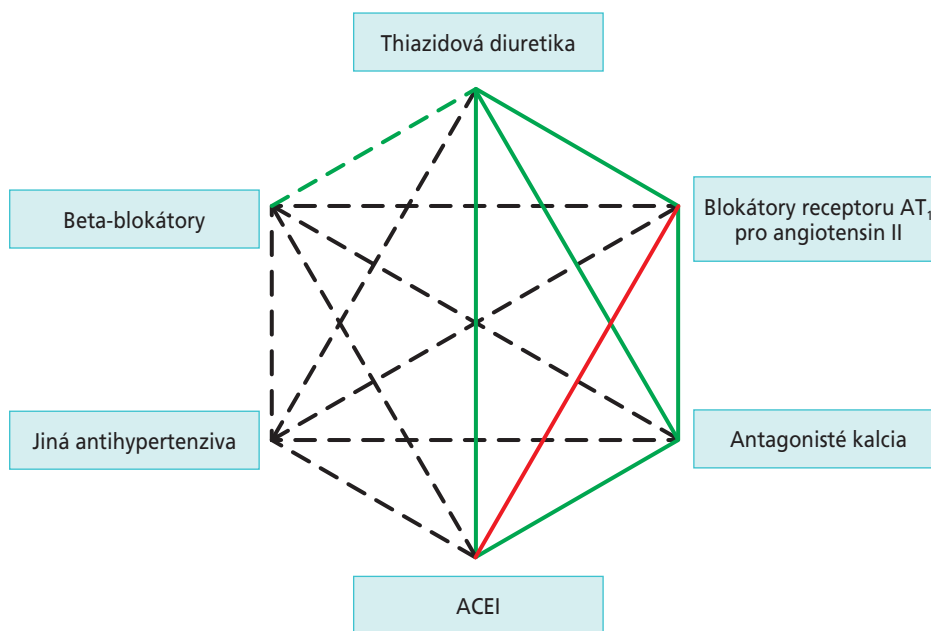 Thiazidová diuretika
Beta-blokátory
Blokátory receptoru AT₁
pro angiotensin II
Jiná antihypertenziva
Antagonisté kalcia
ACEI